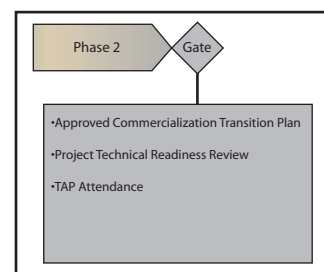 Phase 2
Gate
•Approved Commercialization Transition Plan
•Project Technical Readiness Review
•TAP Attendance